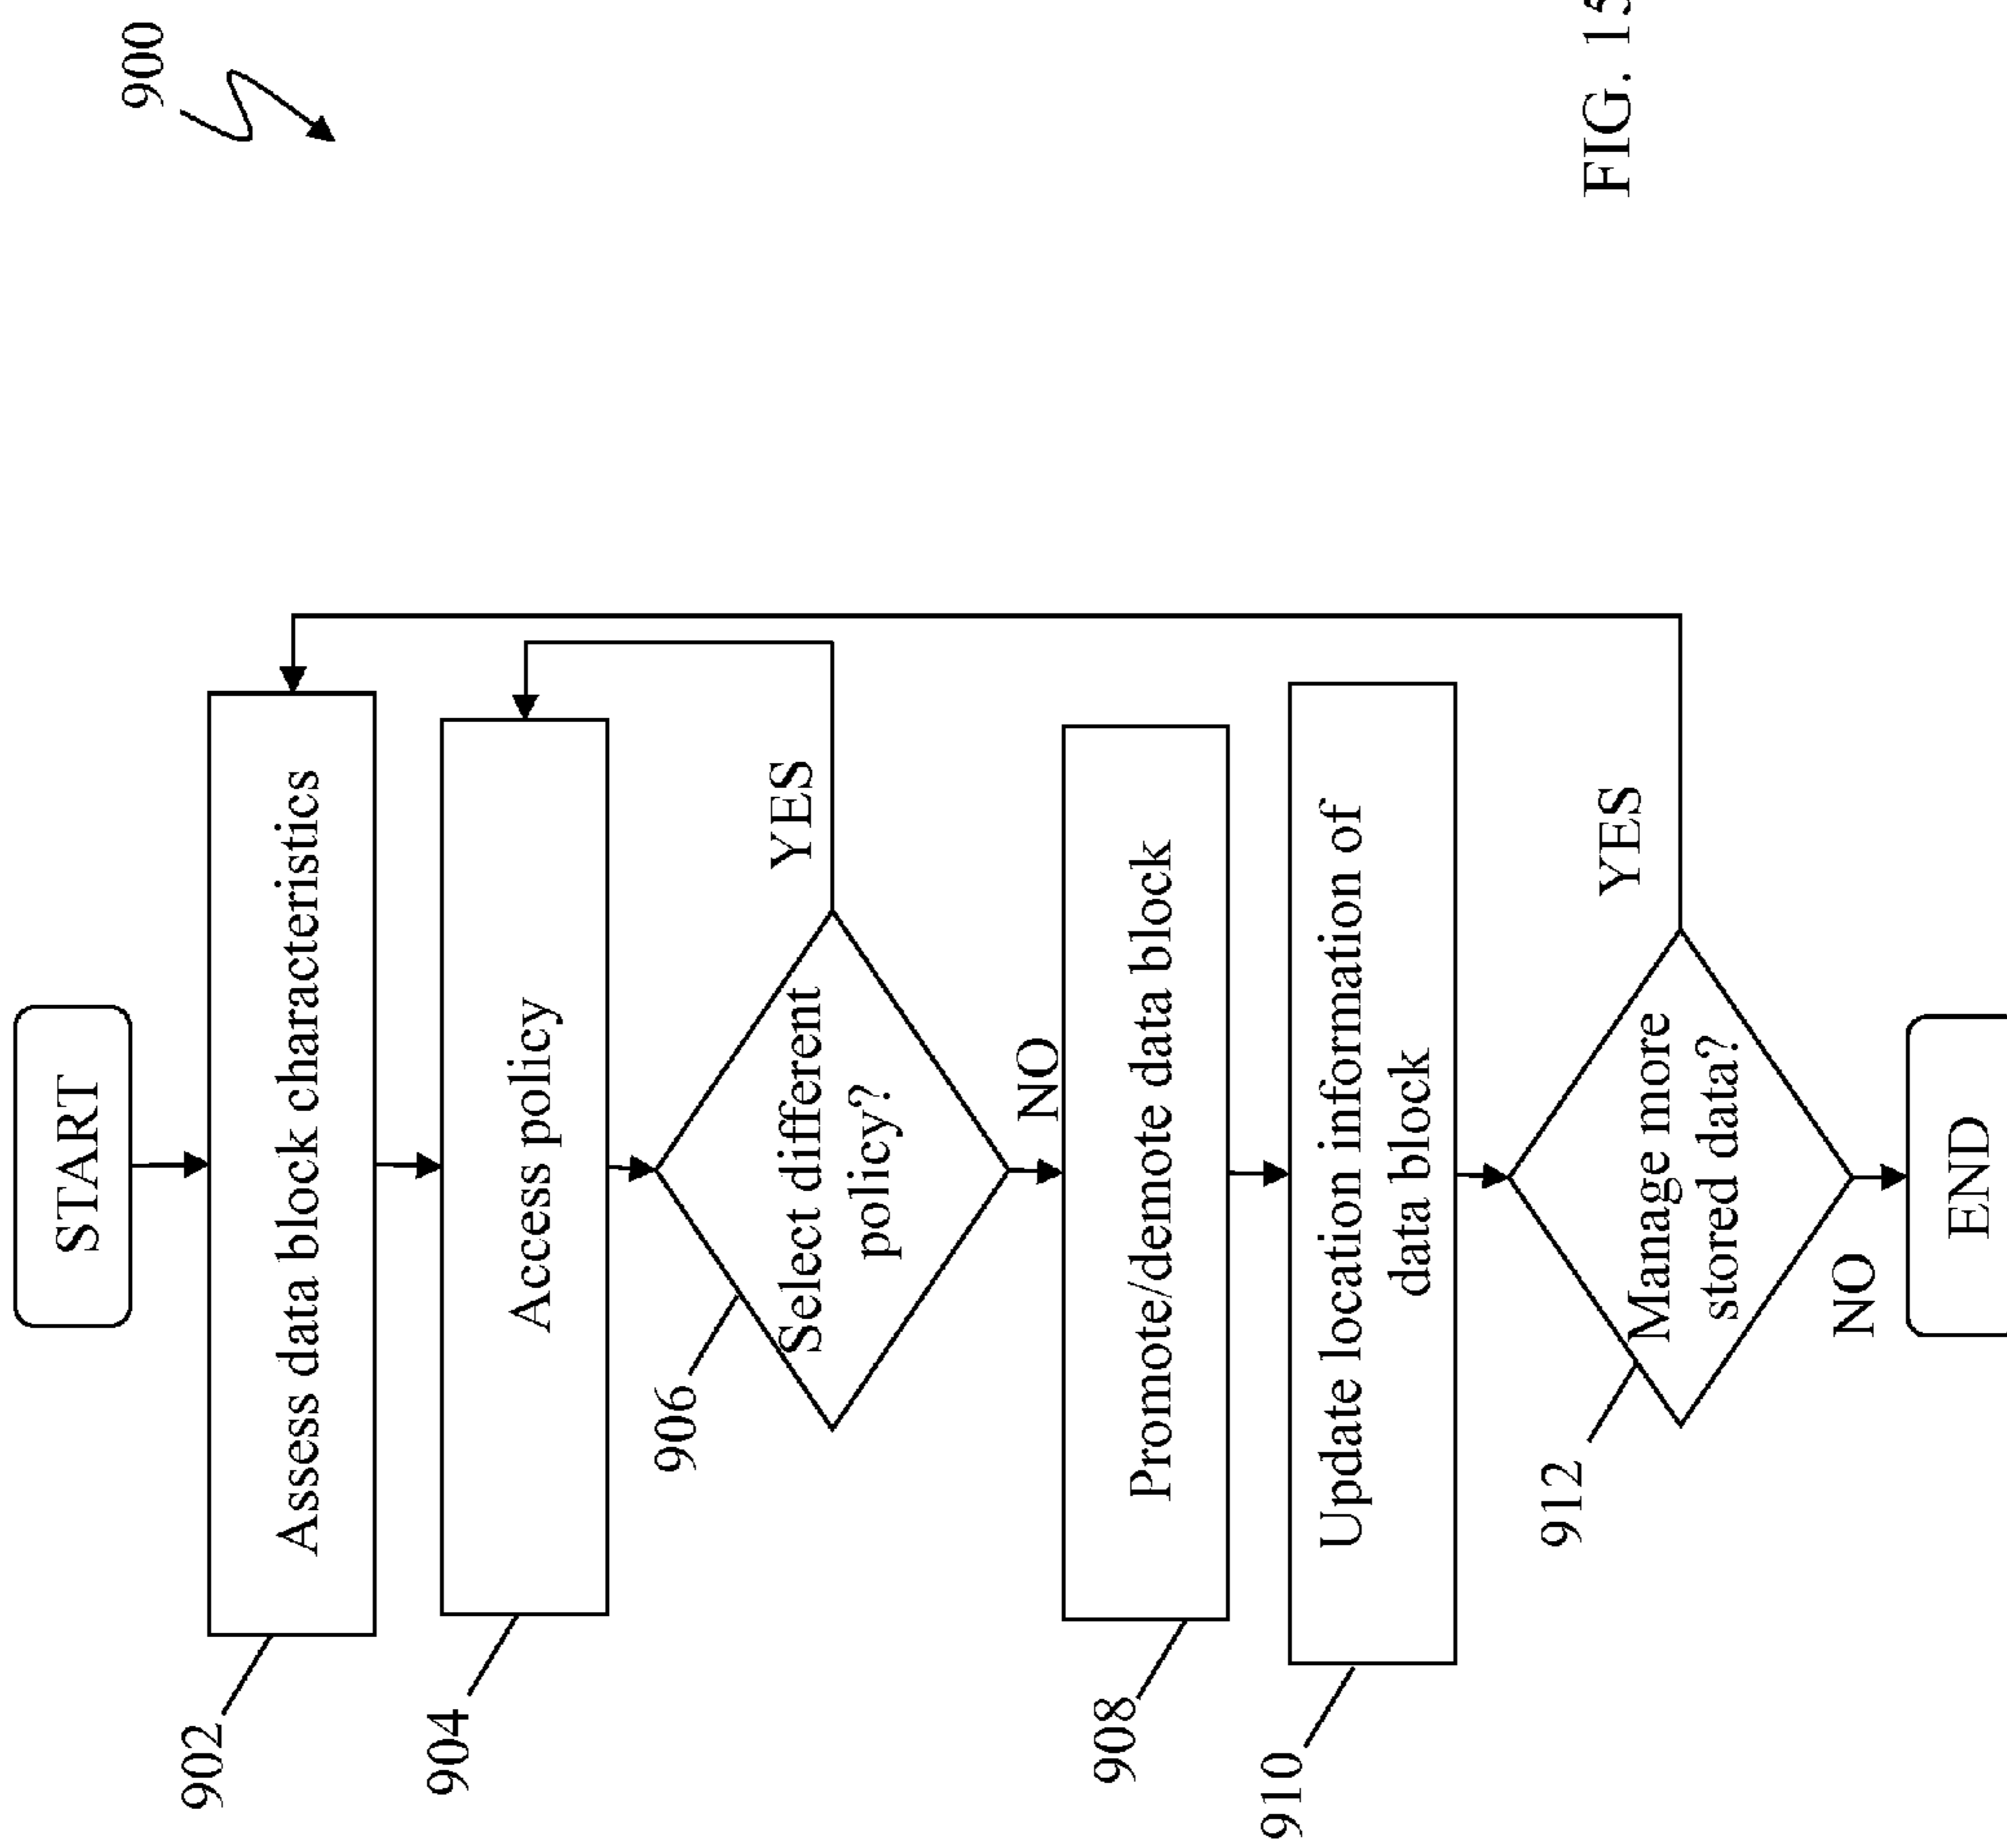 900
START
902
Assess data block characteristics
904
Access policy
906
Select different
policy?
YES
NO
908
Promote/demote data block
910
Update location information of
data block
912
Manage more
stored data?
YES
NO
END
FIG. 15